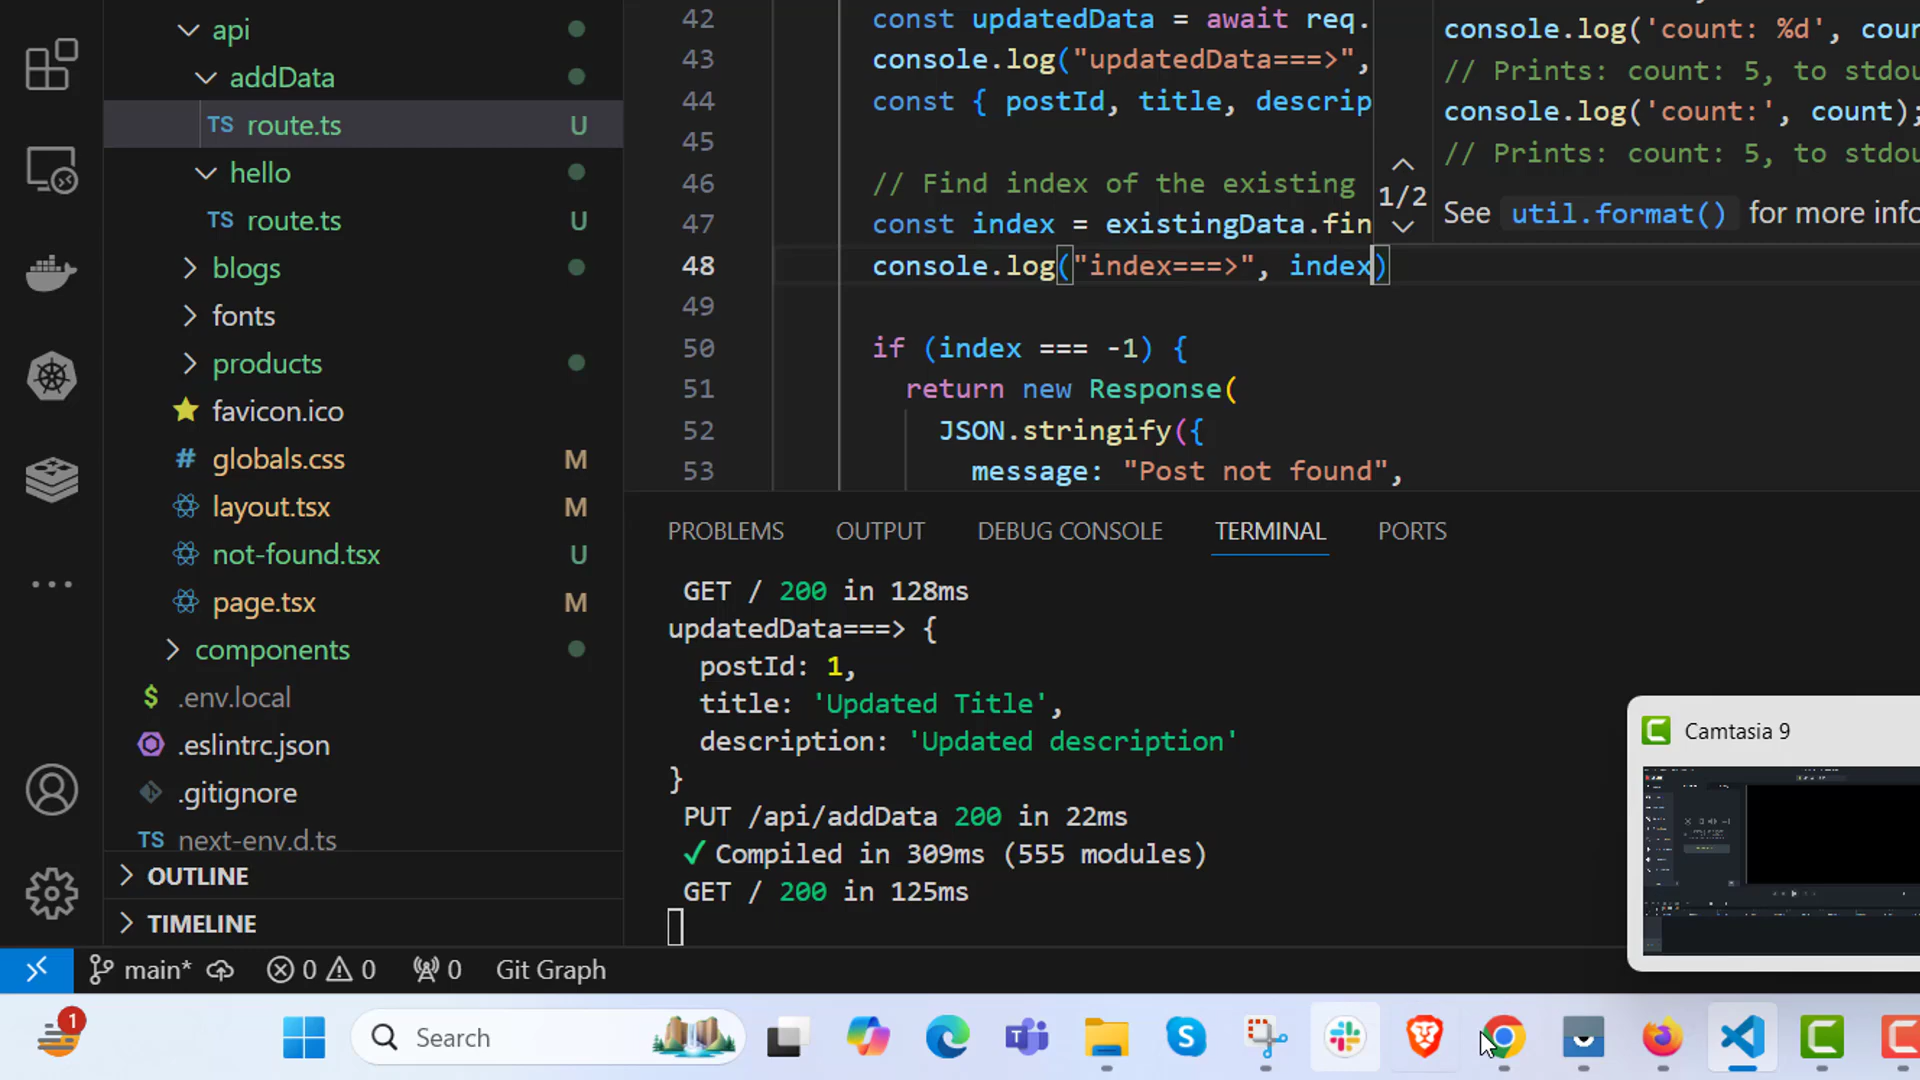 api
addData
TS route.ts U
hello
TS route.ts U
blogs
fonts
products
favicon.ico
# globals.css M
layout.tsx M
not-found.tsx U
page.tsx M
components
$ .env.local
.eslintrc.json
.gitignore
TS next-env.d.ts
OUTLINE
TIMELINE
42 const updatedData = await req.
43 console.log("updatedData===>",
44 const { postId, title, descrip
45
46 // Find index of the existing
47 const index = existingData.fin
48 console.log("index===>", index)
49
50 if (index === -1) {
51 return new Response(
52 JSON.stringify({
53 message: "Post not found",
1/2
console.log('count: %d', coun
// Prints: count: 5, to stdou
console.log('count:', count);
// Prints: count: 5, to stdou
See util.format() for more info
PROBLEMS OUTPUT DEBUG CONSOLE TERMINAL PORTS
GET / 200 in 128ms
updatedData===> {
postId: 1,
title: 'Updated Title',
description: 'Updated description'
}
PUT /api/addData 200 in 22ms
✓ Compiled in 309ms (555 modules)
GET / 200 in 125ms
Camtasia 9
main* 0 0 0 Git Graph
1
Search